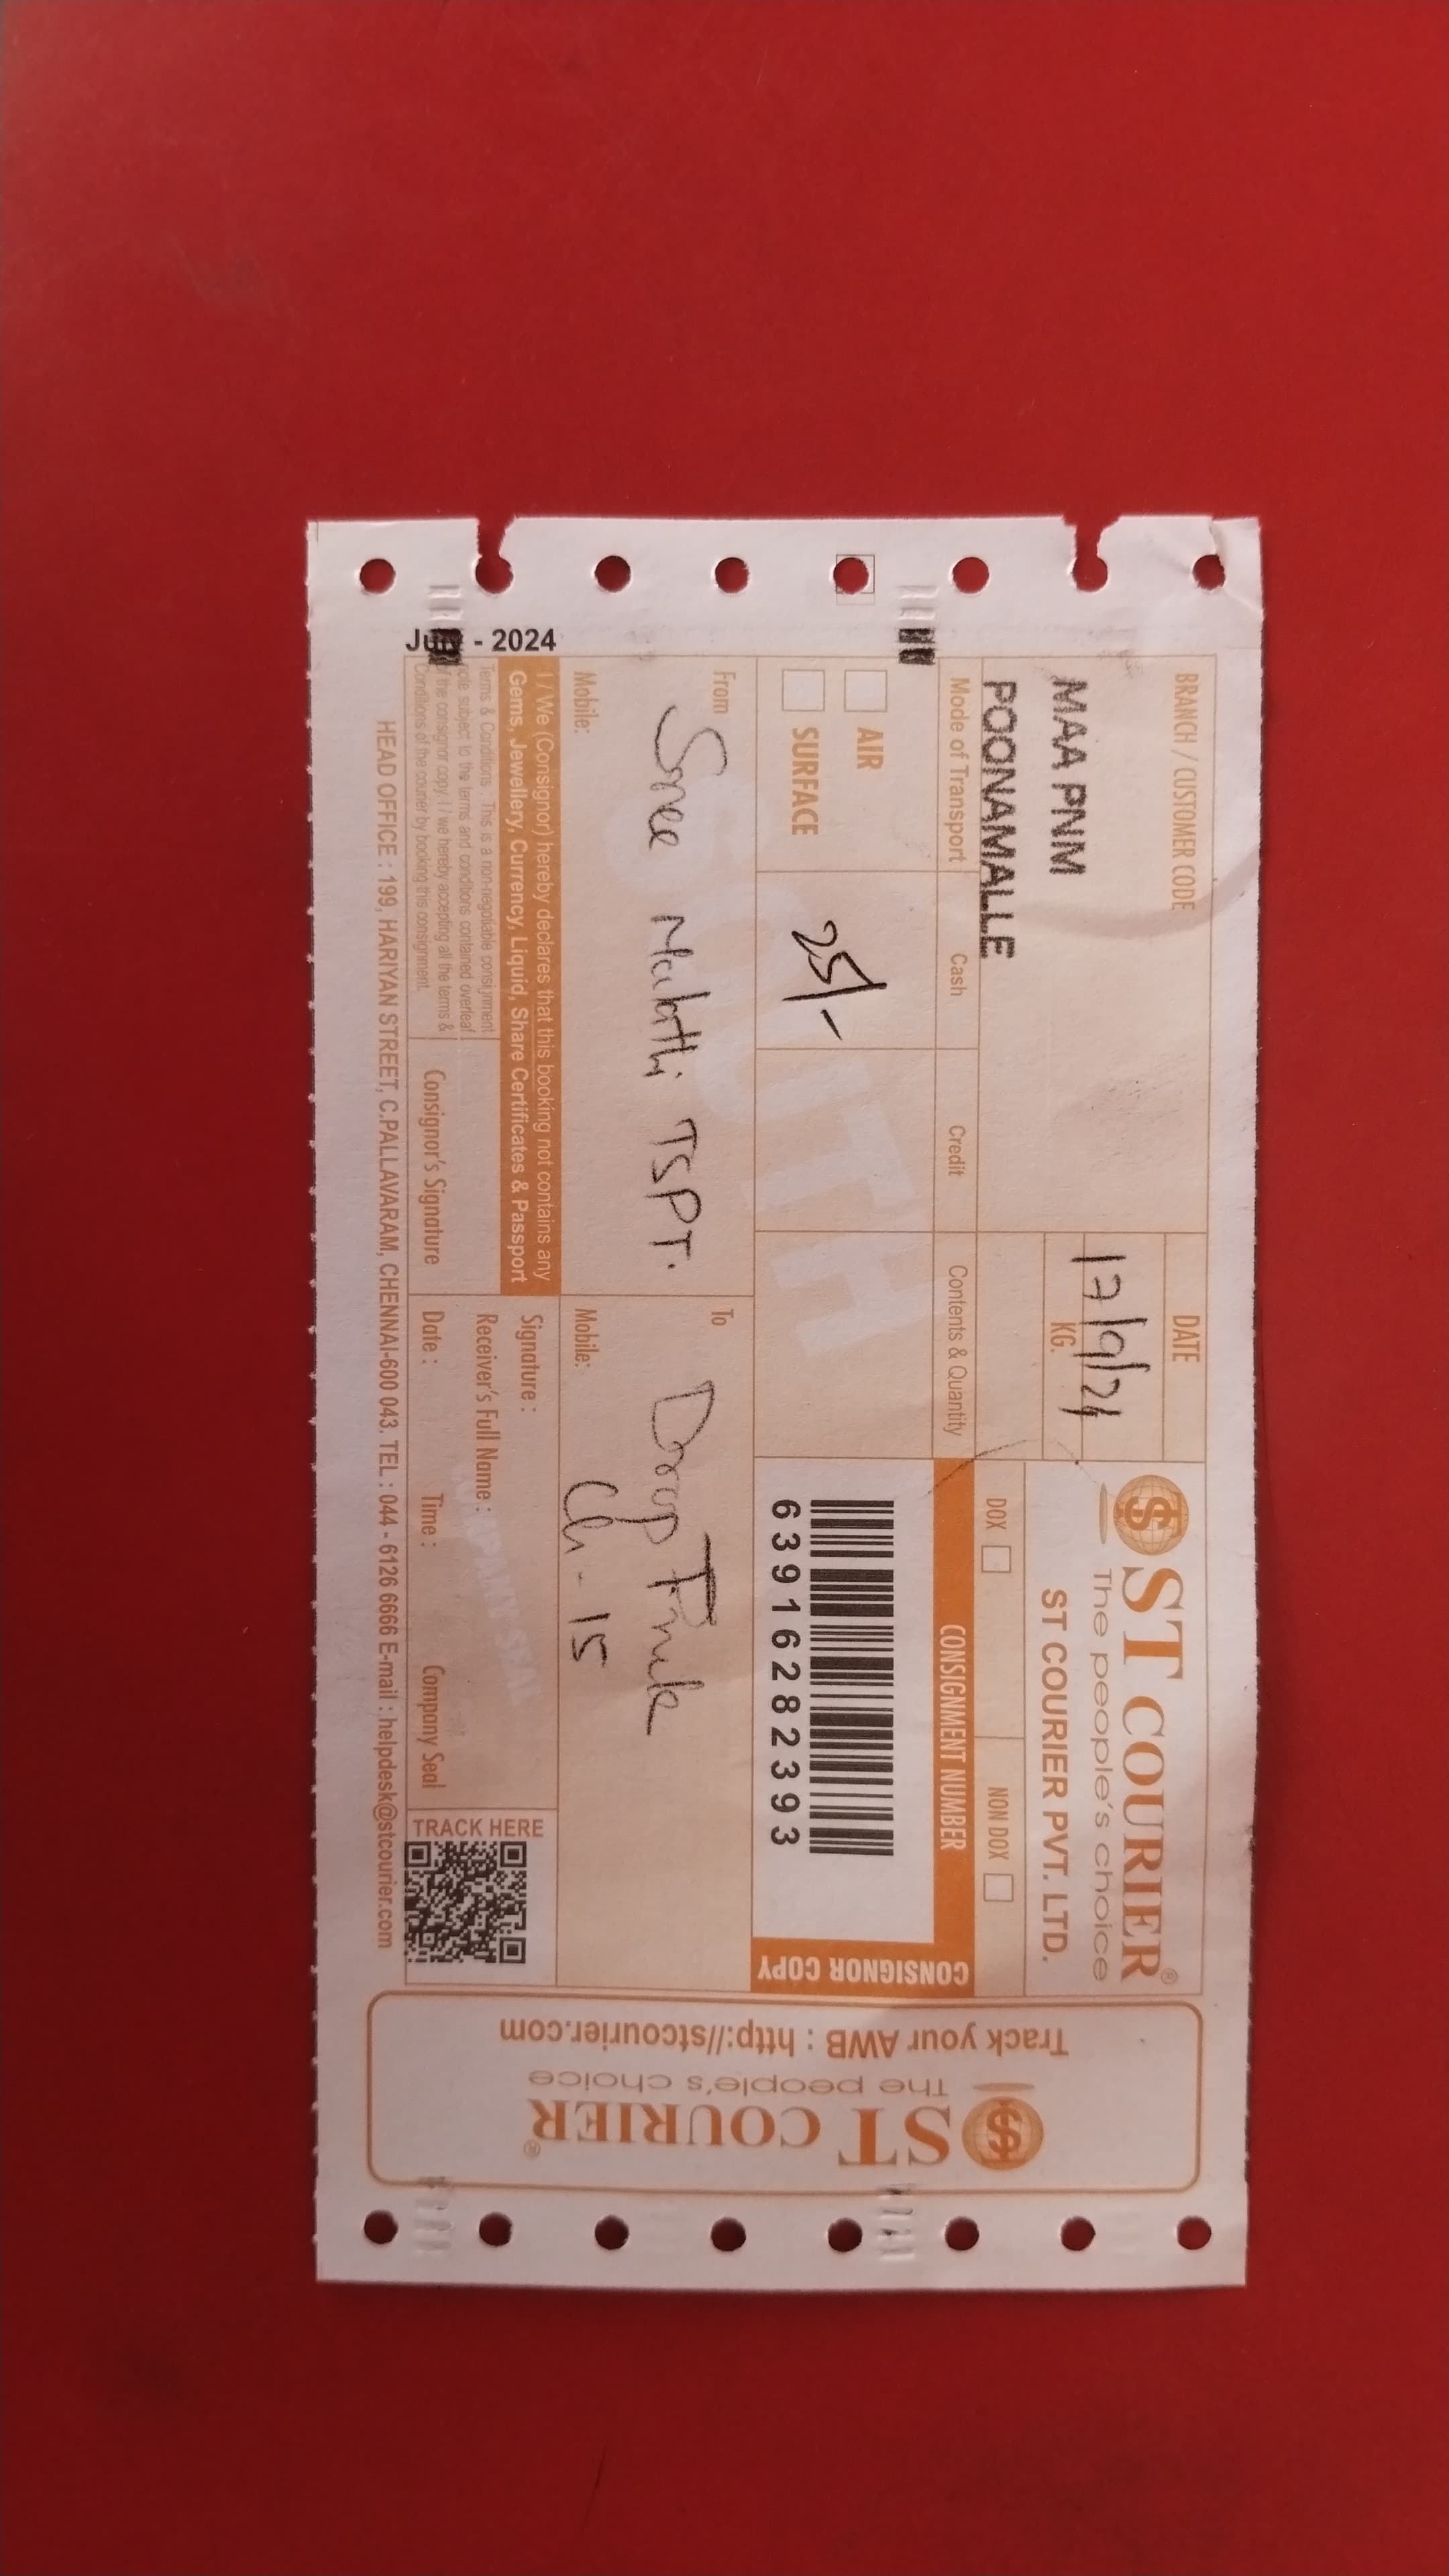 BRANCH / CUSTOMER CODE
MAA PNM
POONAMALLE
DATE
17/9/24
KG.
ST COURIER®
The people's choice
ST COURIER PVT. LTD.
DOX
NON DOX
Mode of Transport
Cash
Credit
Contents & Quantity
AIR
SURFACE
25/-
CONSIGNMENT NUMBER
63916282393
CONSIGNOR COPY
SOUTH
From
Sree TSPT.
Mobile:
To
Drop
Ch - 15
Mobile:
I / We (Consignor) hereby declares that this booking not contains any
Gems, Jewellery, Currency, Liquid, Share Certificates & Passport
Terms & Conditions : This is a non-negotiable consignment
note subject to the terms and conditions contained overleaf
of the consignor copy. I / we hereby accepting all the terms &
Conditions of the courier by booking this consignment.
Consignor's Signature
Signature :
Receiver's Full Name :
COMPANY SEAL
Date :
Time :
Company Seal
TRACK HERE
HEAD OFFICE : 199, HARIYAN STREET, C.PALLAVARAM, CHENNAI-600 043. TEL : 044 - 6126 6666 E-mail : helpdesk@stcourier.com
- 2024
ST COURIER®
The people's choice
Track your AWB : http://stcourier.com